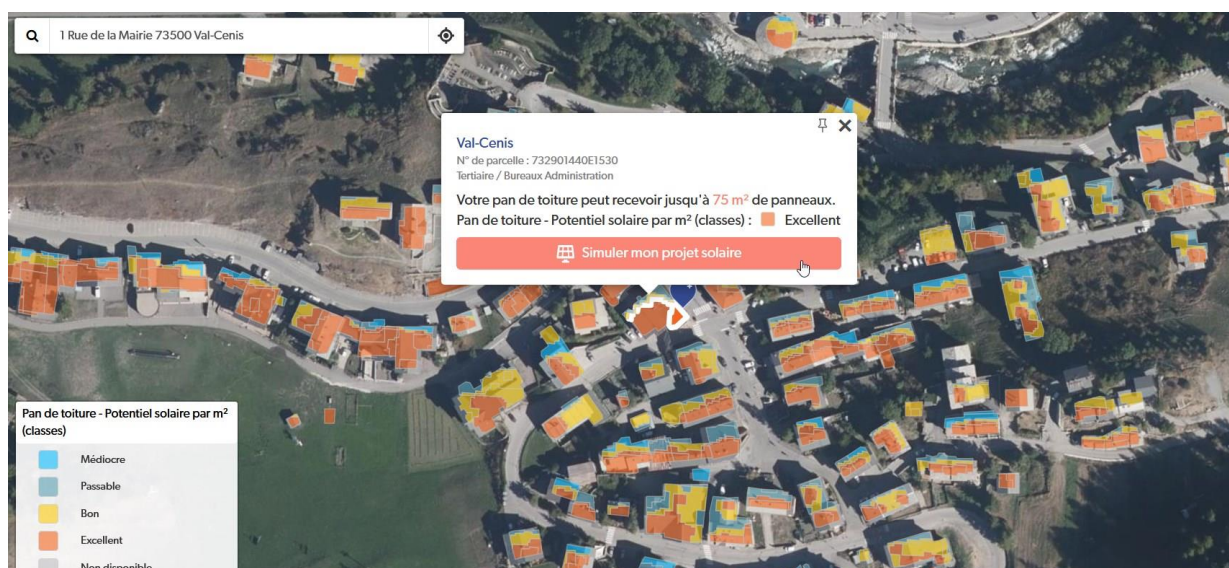 1 Rue de la Mairie 73500 Val-Cenis
Val-Cenis
N° de parcelle : 732901440E1530
Tertiaire / Bureaux Administration
Votre pan de toiture peut recevoir jusqu'à 75 m² de panneaux.
Pan de toiture - Potentiel solaire par m² (classes) : Excellent
Simuler mon projet solaire
Pan de toiture - Potentiel solaire par m²
(classes)
Médiocre
Passable
Bon
Excellent
Non disponible